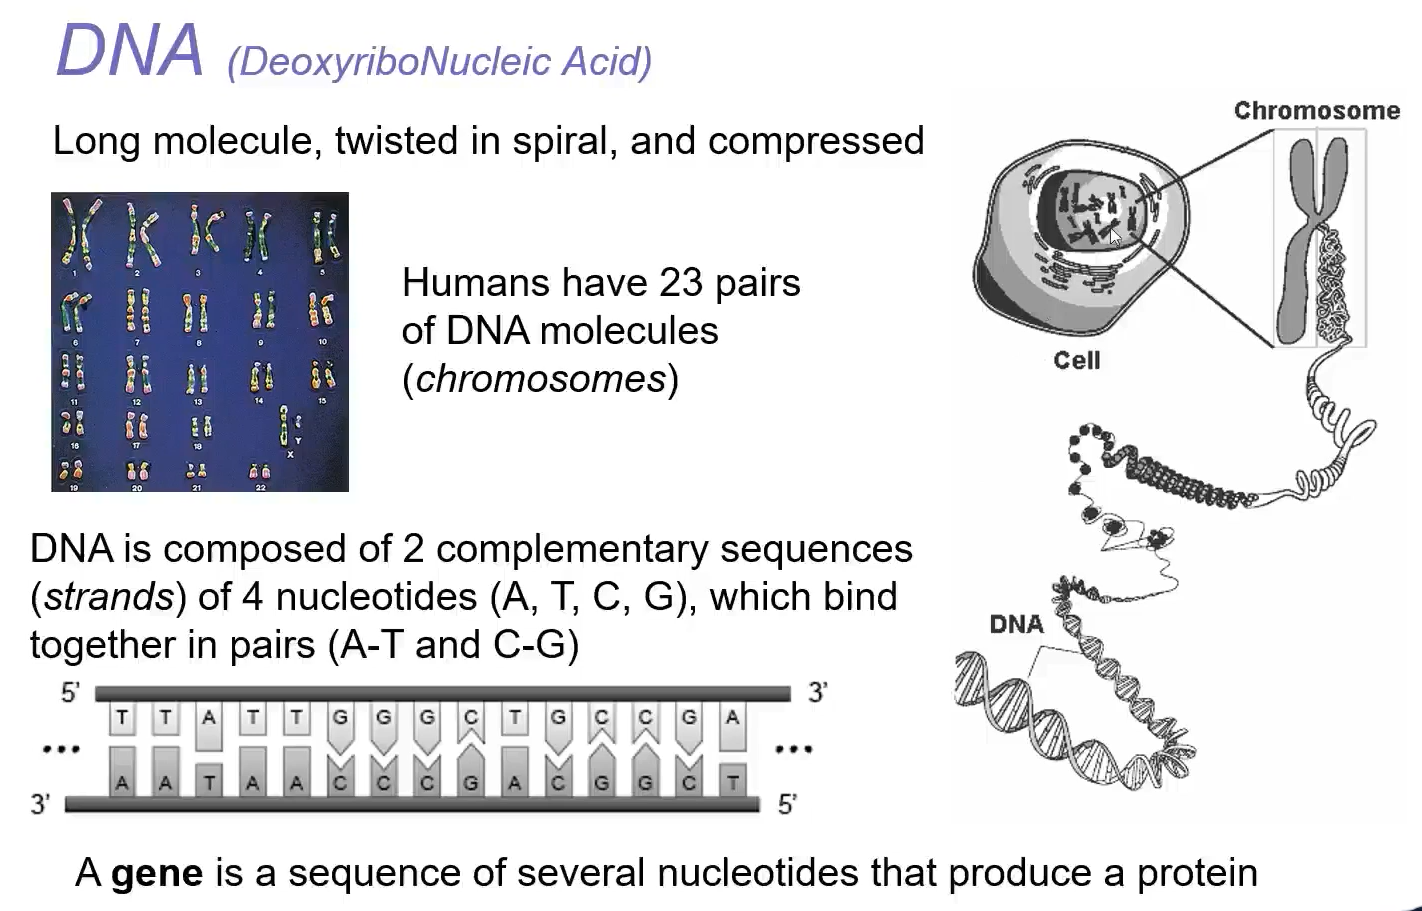 DNA (DeoxyriboNucleic Acid)
Long molecule, twisted in spiral, and compressed
1 2 3 4 5
6 7 8 9 10
11 12 13 14 15
16 17 18 X Y
19 20 21 22
Humans have 23 pairs
of DNA molecules
(chromosomes)
Chromosome
Cell
DNA
DNA is composed of 2 complementary sequences
(strands) of 4 nucleotides (A, T, C, G), which bind
together in pairs (A-T and C-G)
5’ 3’
T T A T T G G G C T G C C G A
... ...
A A T A A C C C G A C G G C T
3’ 5’
A gene is a sequence of several nucleotides that produce a protein